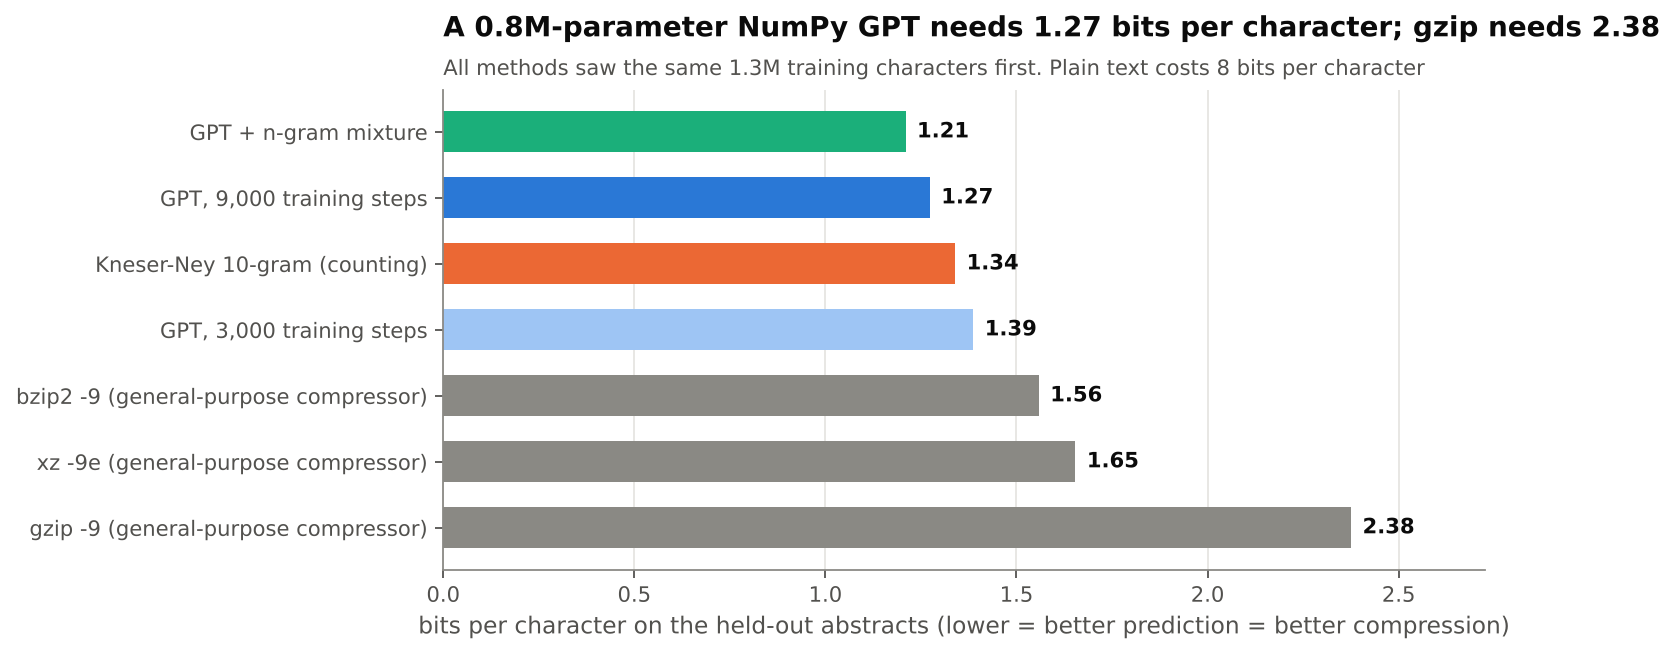 A 0.8M-parameter NumPy GPT needs 1.27 bits per character; gzip needs 2.38
All methods saw the same 1.3M training characters first. Plain text costs 8 bits per character
GPT + n-gram mixture 1.21
GPT, 9,000 training steps 1.27
Kneser-Ney 10-gram (counting) 1.34
GPT, 3,000 training steps 1.39
bzip2 -9 (general-purpose compressor) 1.56
xz -9e (general-purpose compressor) 1.65
gzip -9 (general-purpose compressor) 2.38
0.0 0.5 1.0 1.5 2.0 2.5
bits per character on the held-out abstracts (lower = better prediction = better compression)